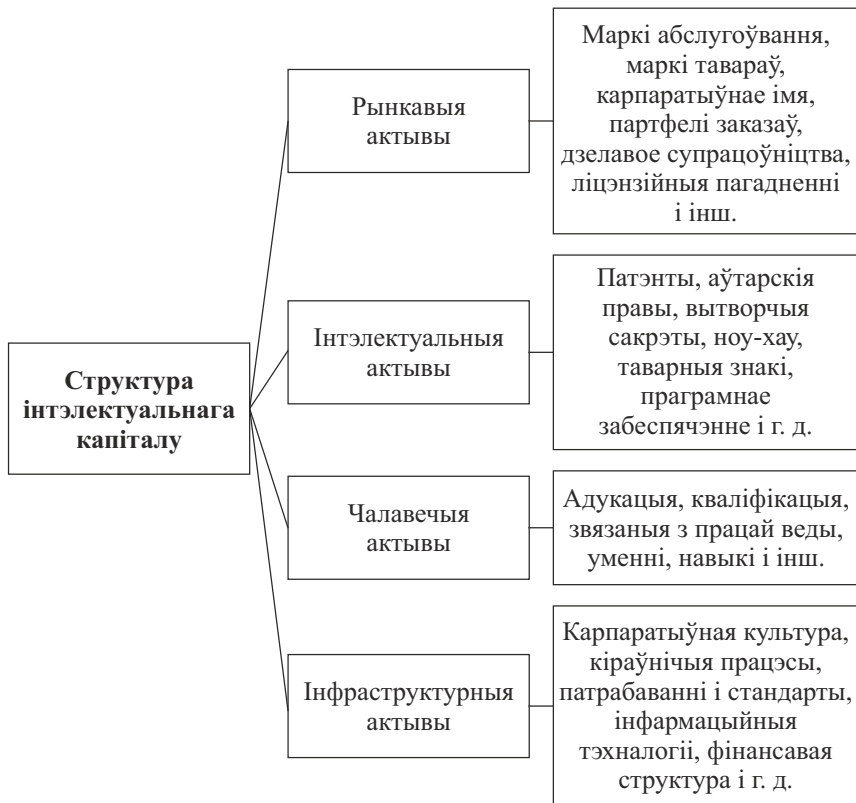 Структура
інтэлектуальнага
капіталу
Рынкавыя
актывы
Маркі абслугоўвання,
маркі тавараў,
карпаратыўнае імя,
партфелі заказаў,
дзелавое супрацоўніцтва,
ліцэнзійныя пагадненні
і інш.
Інтэлектуальныя
актывы
Патэнты, аўтарскія
правы, вытворчыя
сакрэты, ноу-хау,
таварныя знакі,
праграмнае
забеспячэнне і г. д.
Чалавечыя
актывы
Адукацыя, кваліфікацыя,
звязаныя з працай веды,
уменні, навыкі і інш.
Інфраструктурныя
актывы
Карпаратыўная культура,
кіраўнічыя працэсы,
патрабаванні і стандарты,
інфармацыйныя
тэхналогіі, фінансавая
структура і г. д.